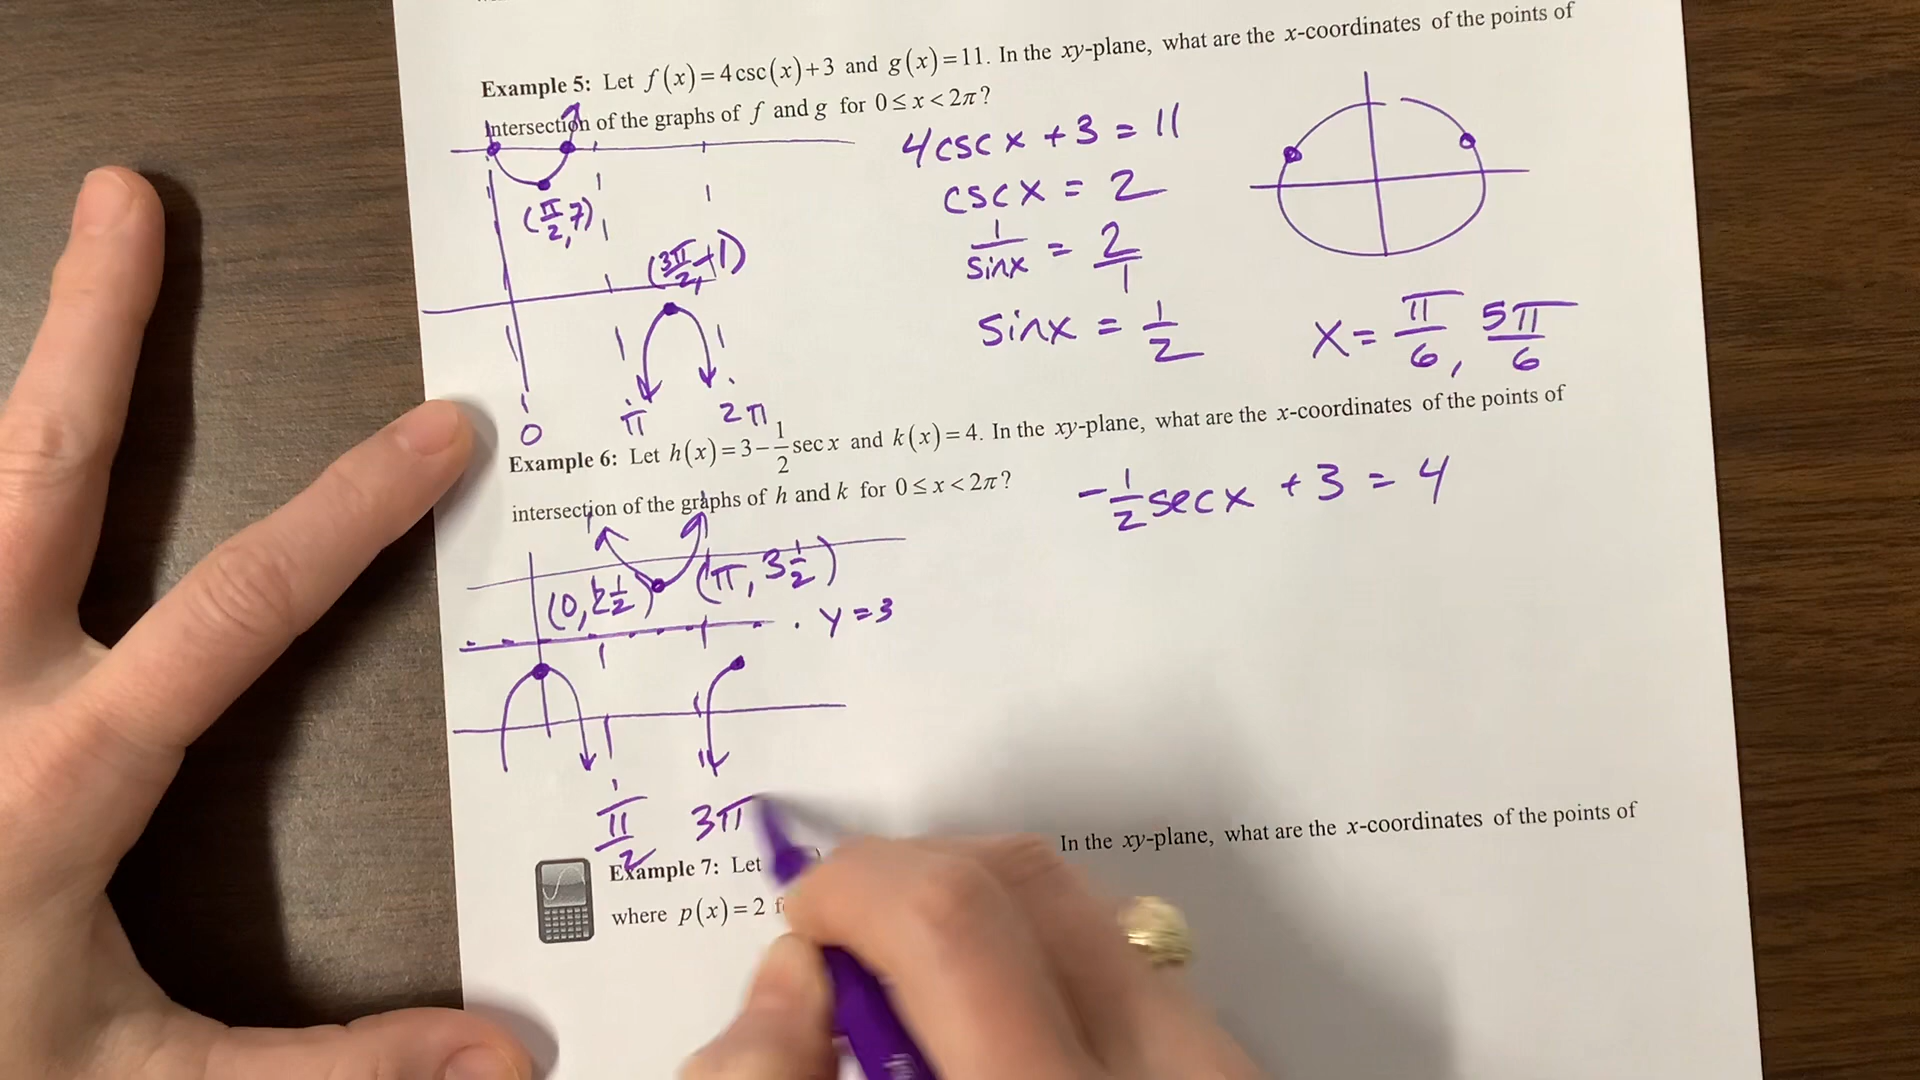 Example 5: Let f(x)=4csc(x)+3 and g(x)=11. In the xy-plane, what are the x-coordinates of the points of
intersection of the graphs of f and g for 0≤x<2π?
4cscx +3 = 11
cscx = 2
1/sinx = 2/1
sinx = 1/2
x= π/6, 5π/6
(π/2, 7)
(3π/2, -1)
0 π 2π
Example 6: Let h(x)=3-1/2 sec x and k(x)=4. In the xy-plane, what are the x-coordinates of the points of
intersection of the graphs of h and k for 0≤x<2π?
-1/2 secx +3 = 4
(0, 2 1/2) (π, 3 1/2)
y=3
π/2 3π
Example 7: Let In the xy-plane, what are the x-coordinates of the points of
where p(x)=2